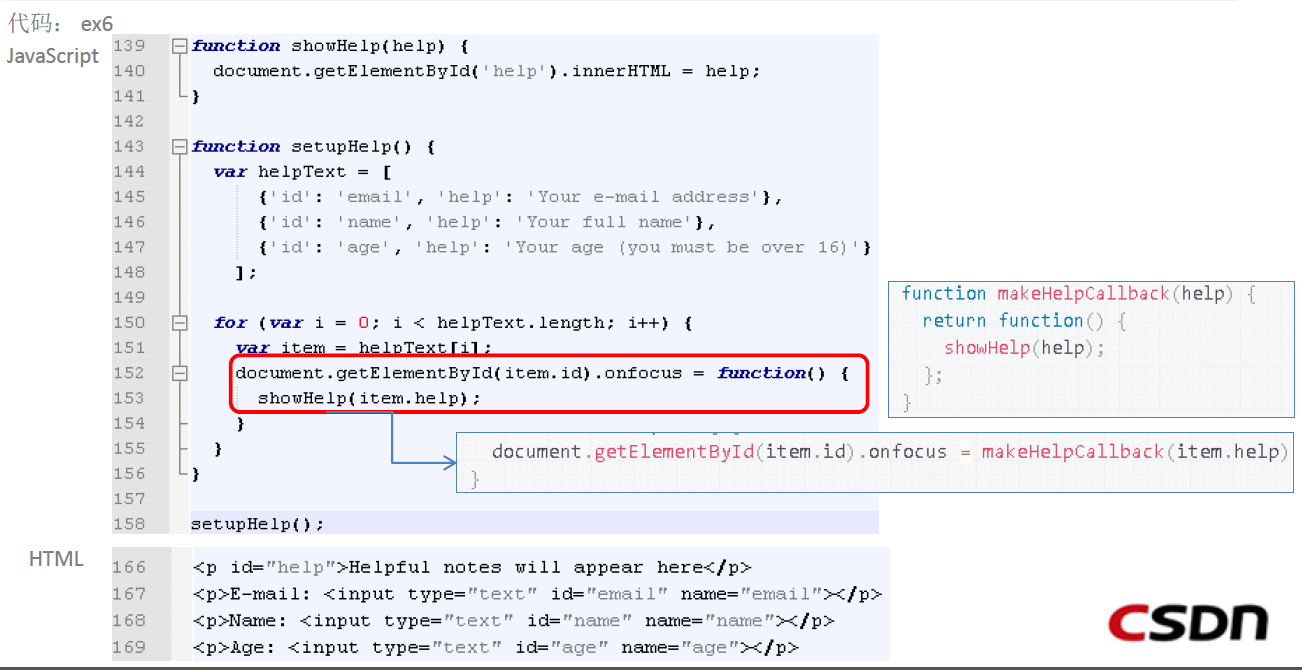 代码： ex6
JavaScript
139 function showHelp(help) {
140 document.getElementById('help').innerHTML = help;
141 }
142
143 function setupHelp() {
144 var helpText = [
145 {'id': 'email', 'help': 'Your e-mail address'},
146 {'id': 'name', 'help': 'Your full name'},
147 {'id': 'age', 'help': 'Your age (you must be over 16)'}
148 ];
149
150 for (var i = 0; i < helpText.length; i++) {
151 var item = helpText[i];
152 document.getElementById(item.id).onfocus = function() {
153 showHelp(item.help);
154 }
155 }
156 }
157
158 setupHelp();
function makeHelpCallback(help) {
return function() {
showHelp(help);
};
}
document.getElementById(item.id).onfocus = makeHelpCallback(item.help)
}
HTML
166 <p id="help">Helpful notes will appear here</p>
167 <p>E-mail: <input type="text" id="email" name="email"></p>
168 <p>Name: <input type="text" id="name" name="name"></p>
169 <p>Age: <input type="text" id="age" name="age"></p>
CSDN